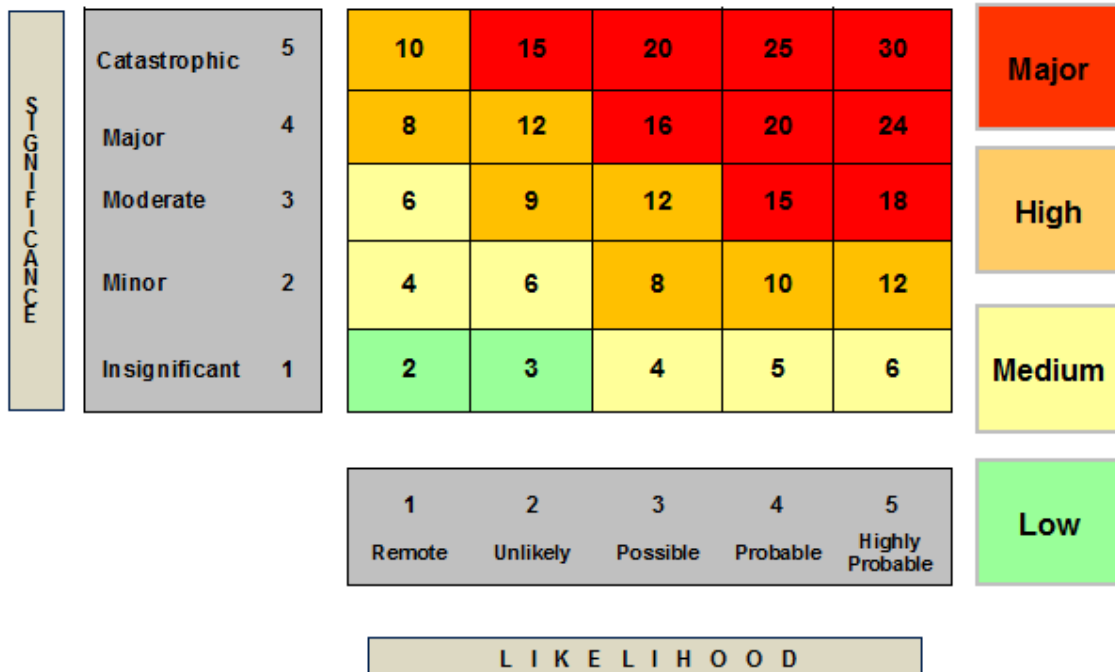 SIGNIFICANCE
Catastrophic 5 10 15 20 25 30 Major
Major 4 8 12 16 20 24
Moderate 3 6 9 12 15 18 High
Minor 2 4 6 8 10 12
Insignificant 1 2 3 4 5 6 Medium
1 2 3 4 5
Remote Unlikely Possible Probable Highly
Probable
Low
LIKELIHOOD